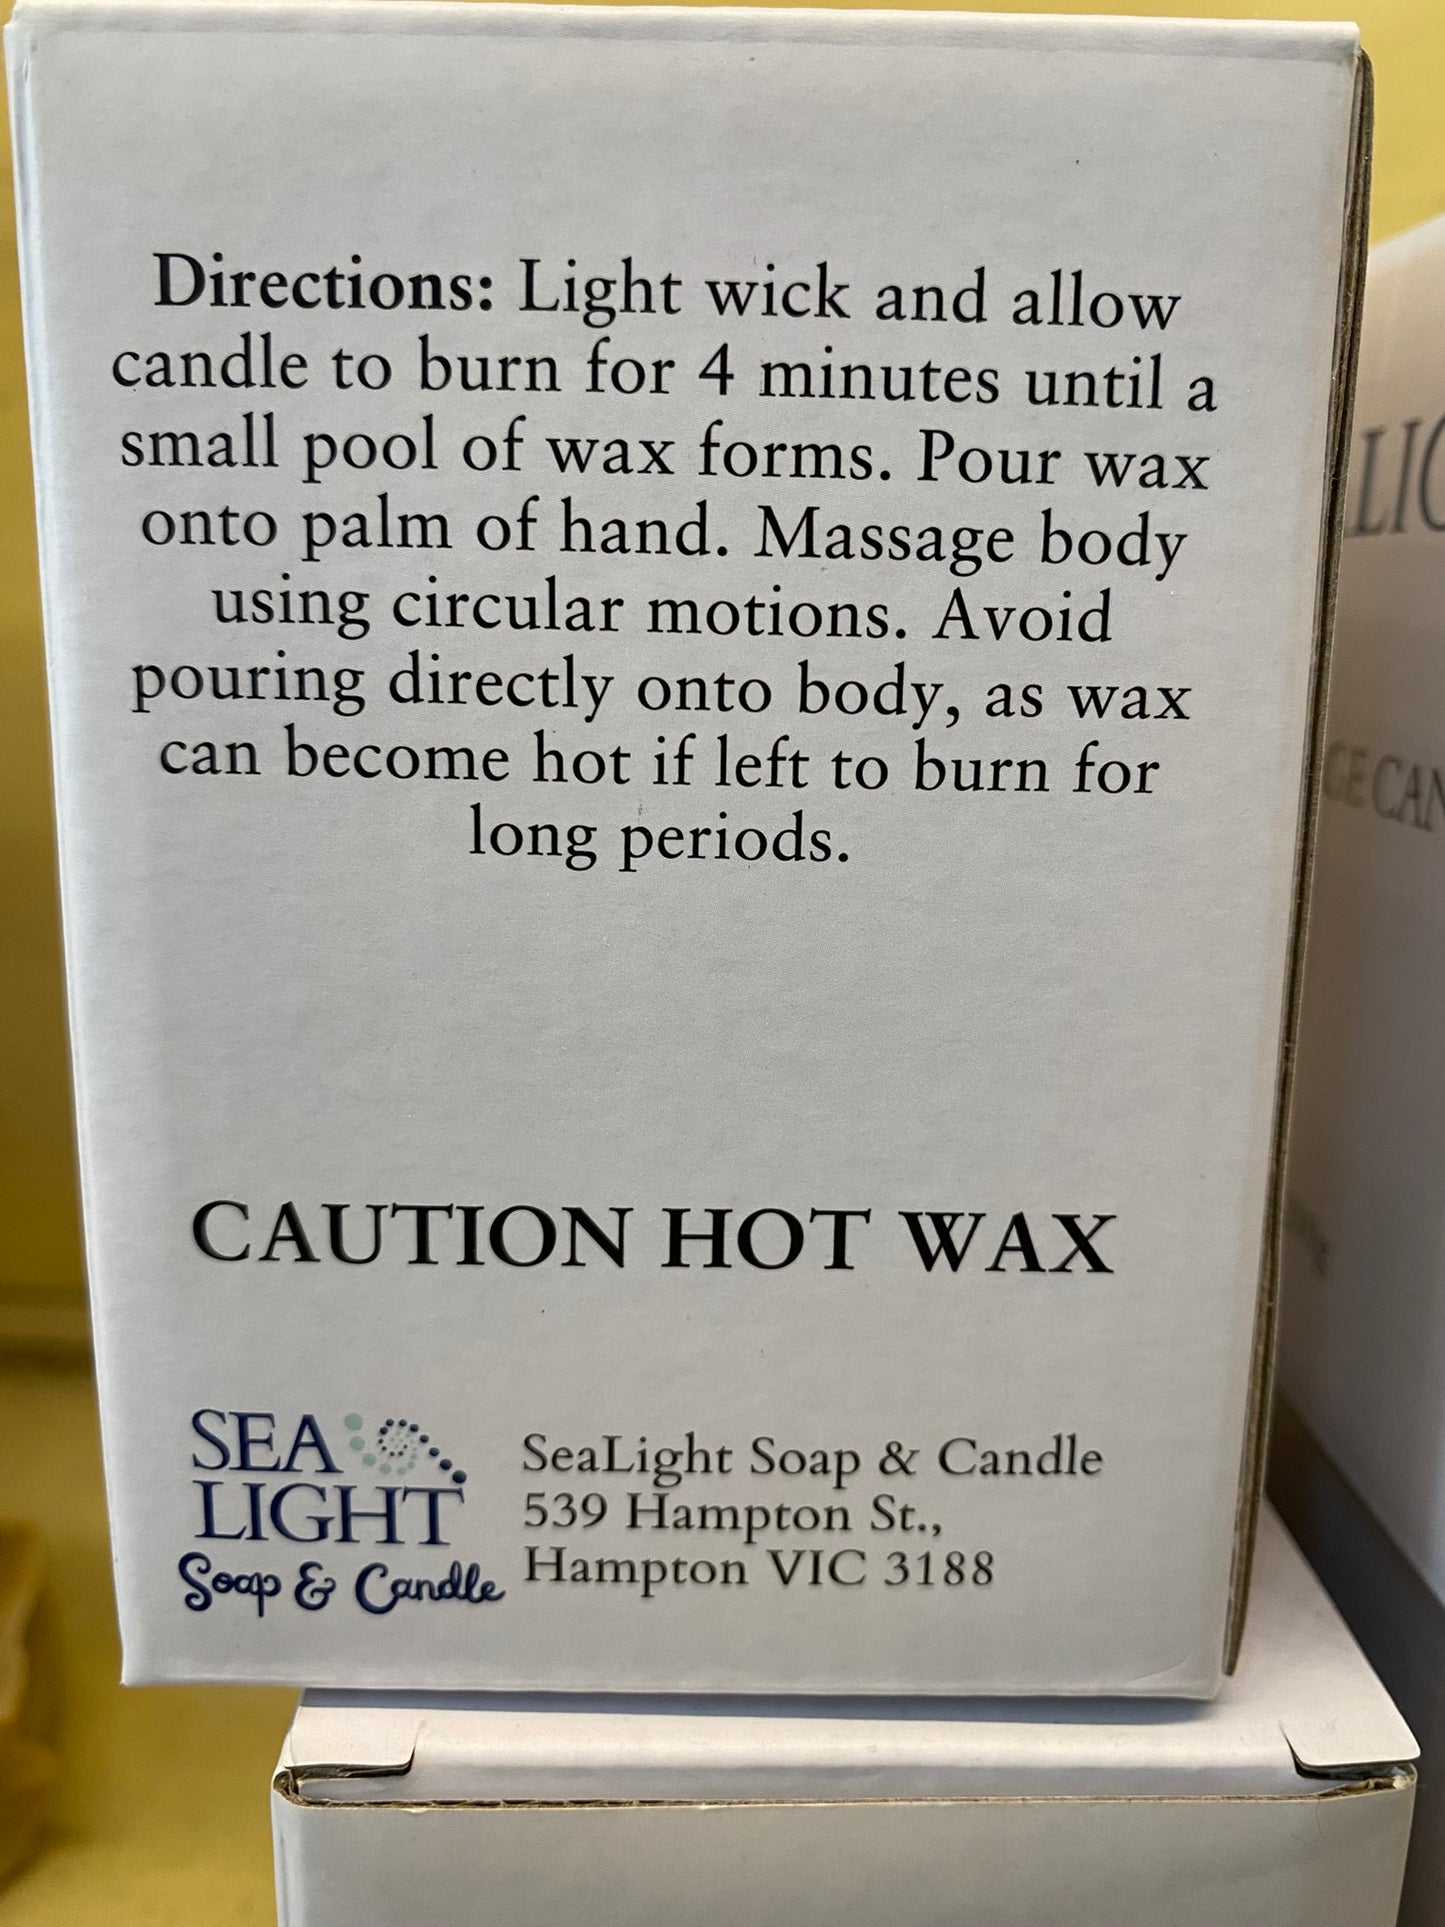 Directions: Light wick and allow
candle to burn for 4 minutes until a
small pool of wax forms. Pour wax
onto palm of hand. Massage body
using circular motions. Avoid
pouring directly onto body, as wax
can become hot if left to burn for
long periods.
CAUTION HOT WAX
SEA
LIGHT
Soap & Candle
SeaLight Soap & Candle
539 Hampton St.,
Hampton VIC 3188
LIG
GE CAN